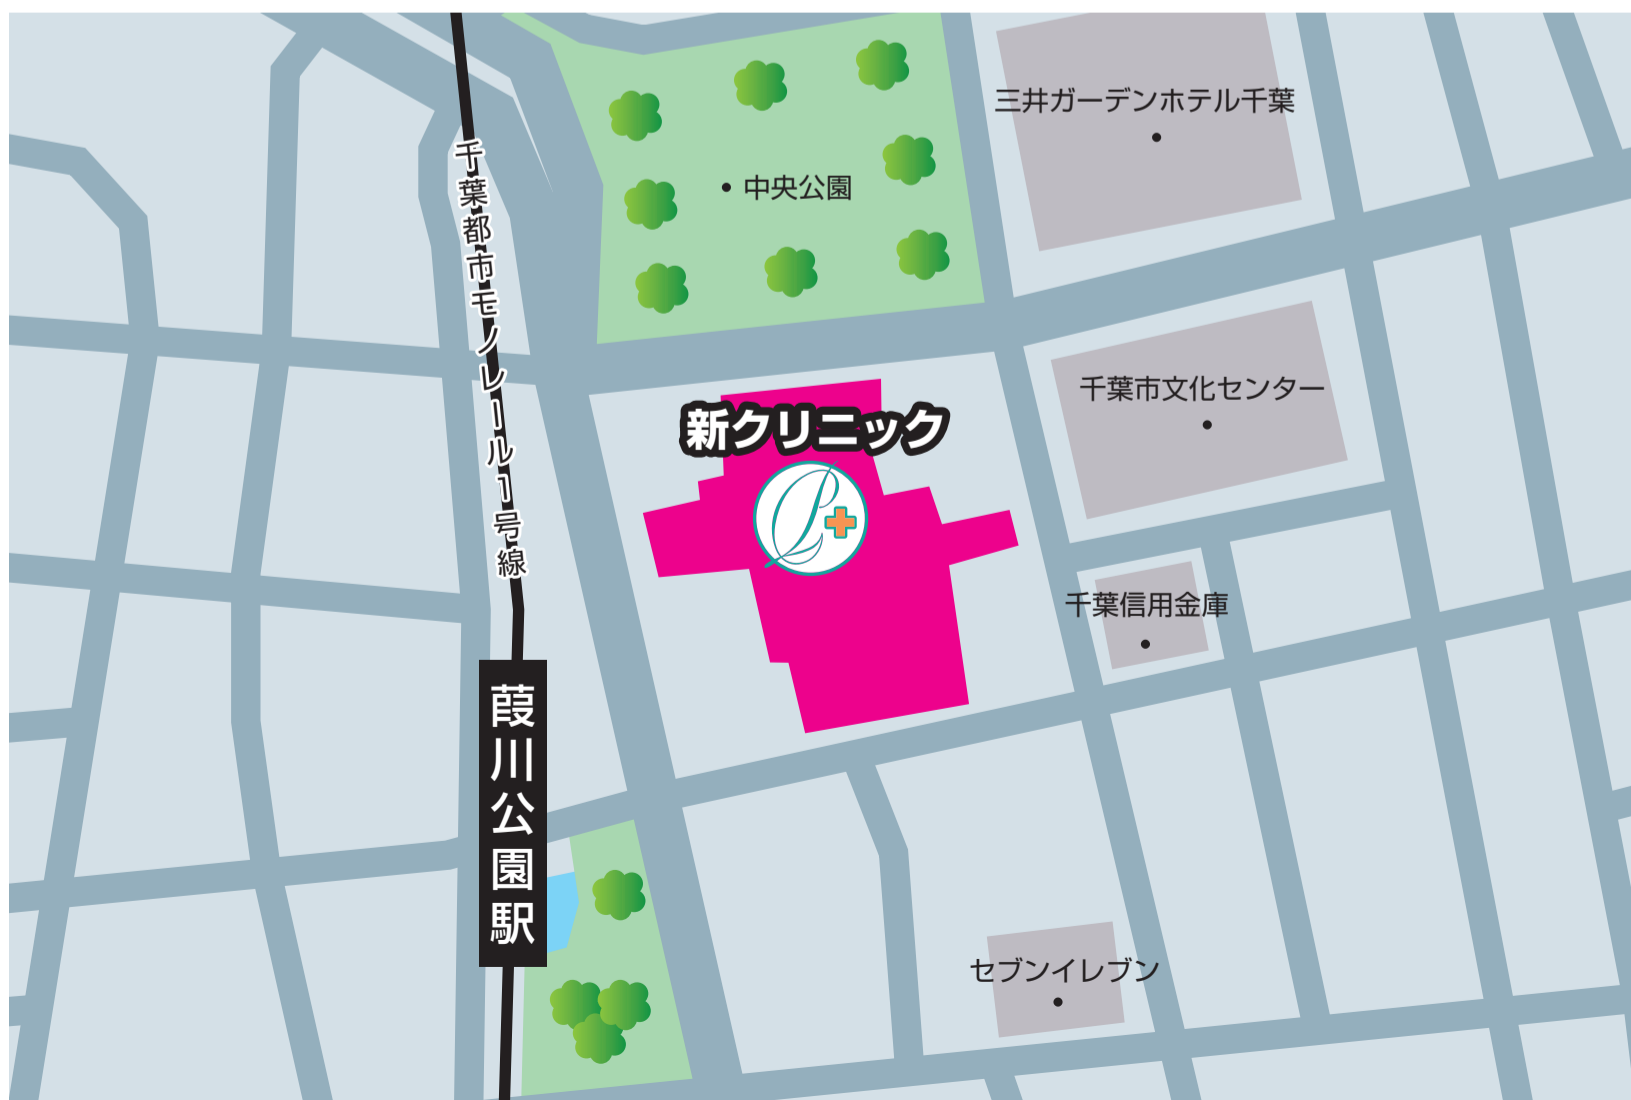 三井ガーデンホテル千葉
中央公園
千葉都市モノレール1号線
千葉市文化センター
新クリニック
千葉信用金庫
葭川公園駅
セブンイレブン